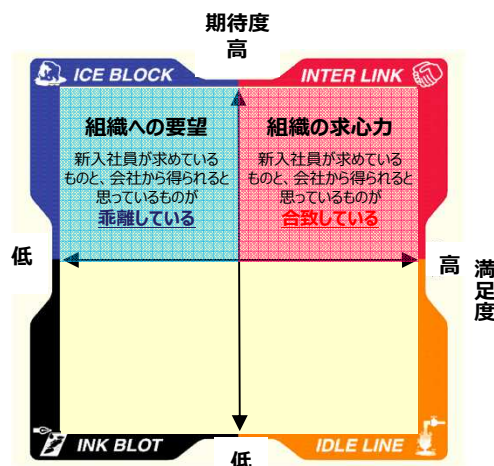 期待度
高
ICE BLOCK
INTER LINK
組織への要望
新入社員が求めている
ものと、会社から得られると
思っているものが
乖離している
組織の求心力
新入社員が求めている
ものと、会社から得られると
思っているものが
合致している
低
高
満足度
INK BLOT
低
IDLE LINE